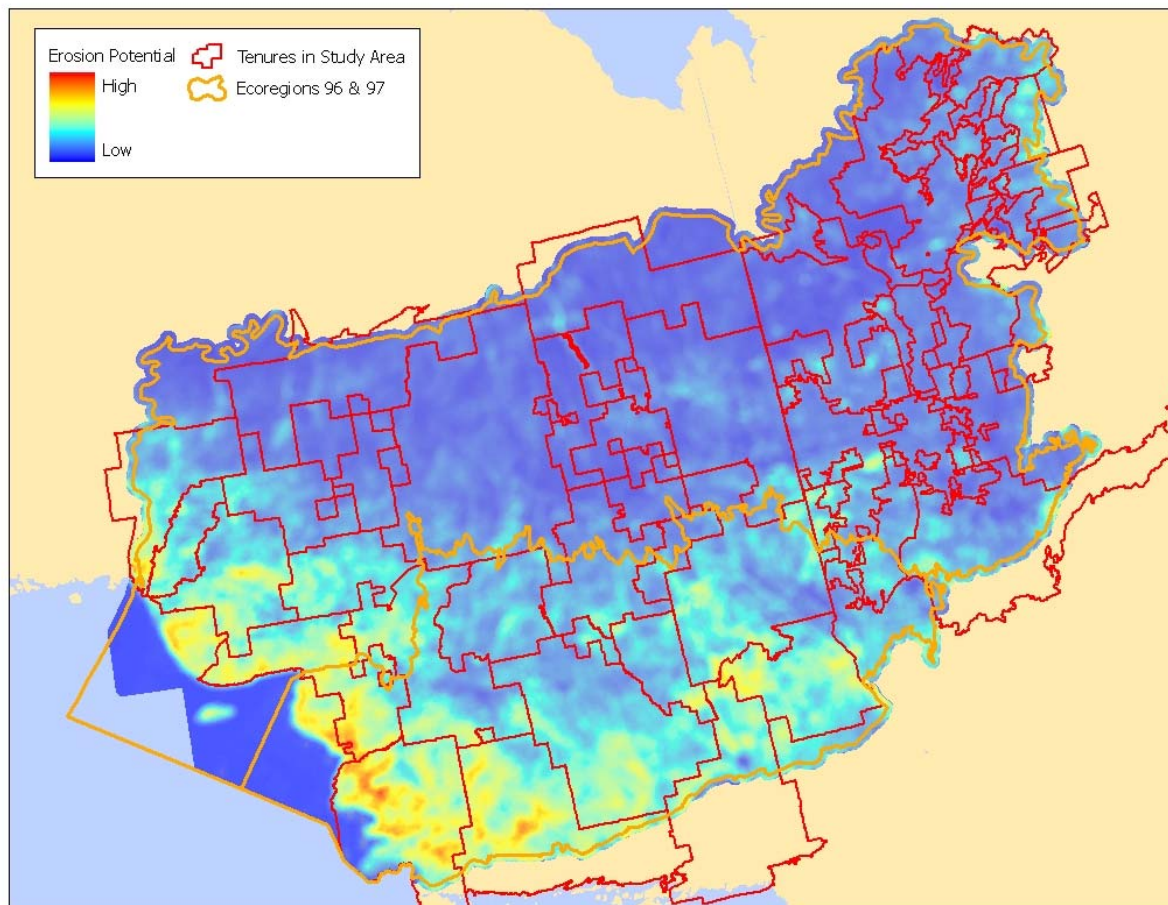 Erosion Potential
High
Low
Tenures in Study Area
Ecoregions 96 & 97